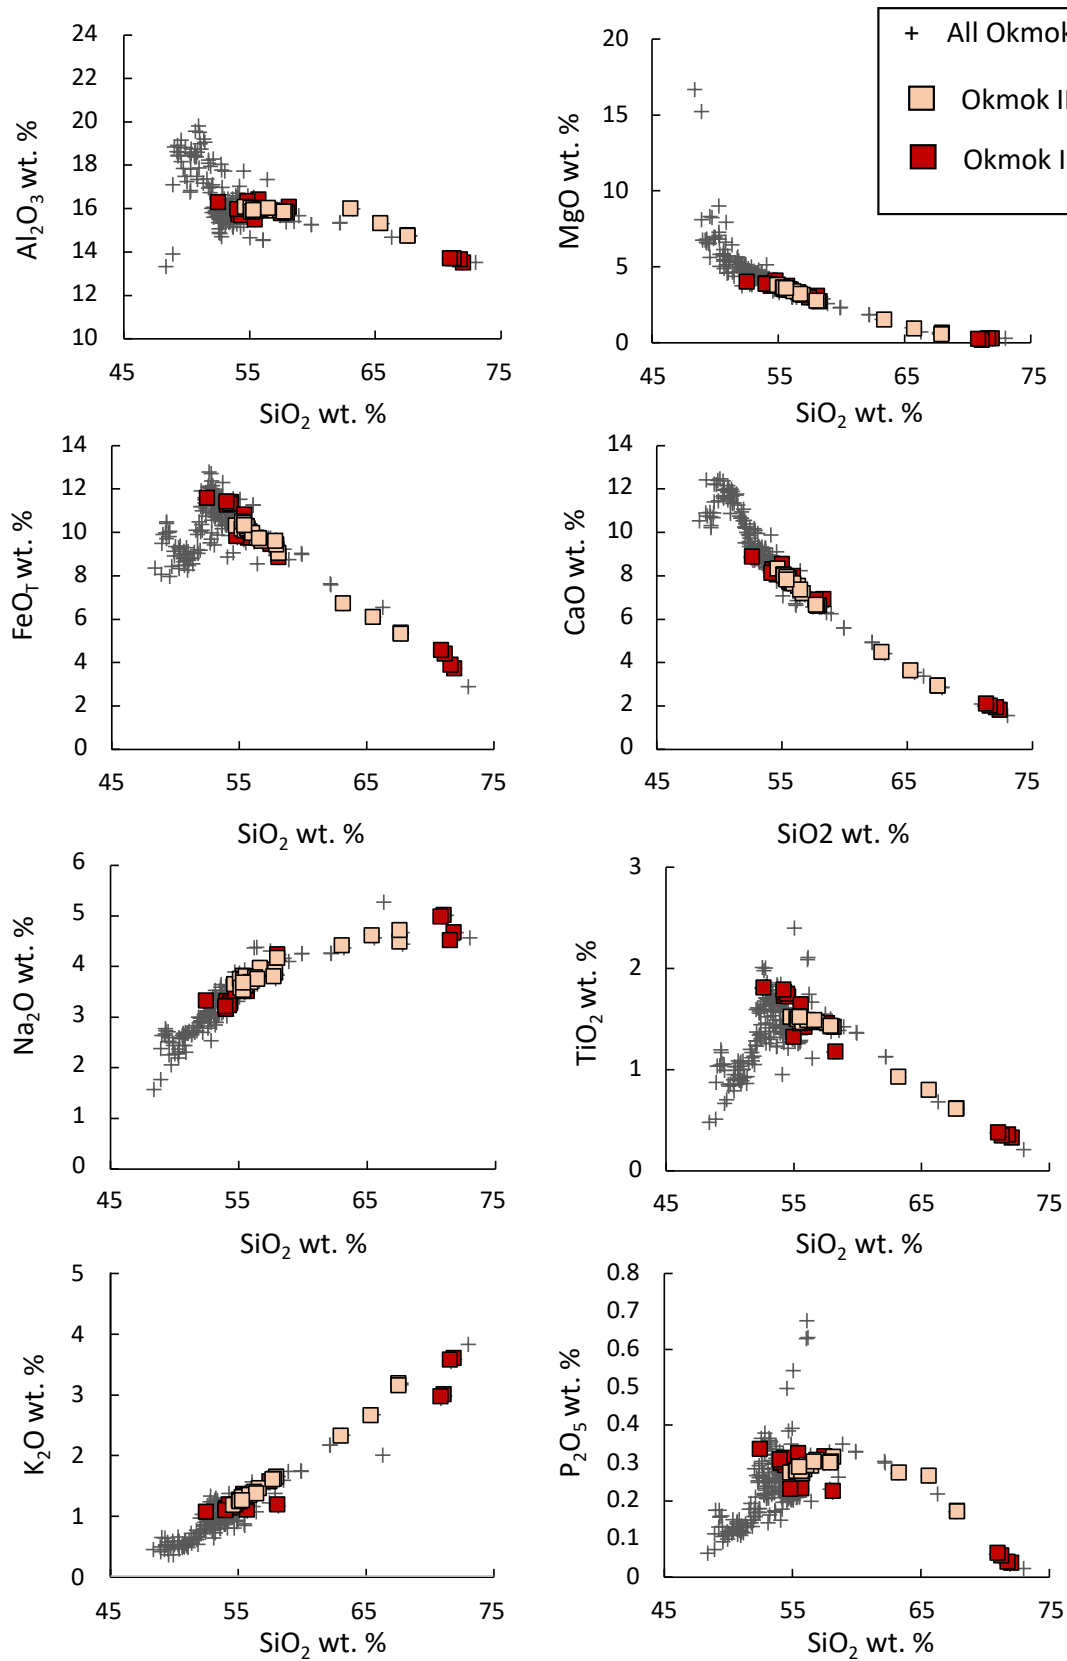 24
22
20
18
16
14
12
10
Al₂O₃ wt. %
45 55 65 75
SiO₂ wt. %
20
15
10
5
0
MgO wt. %
45 55 65 75
SiO₂ wt. %
+ All Okmok
Okmok II
Okmok I
14
12
10
8
6
4
2
0
FeO_T wt. %
45 55 65 75
SiO₂ wt. %
14
12
10
8
6
4
2
0
CaO wt. %
45 55 65 75
SiO2 wt. %
6
5
4
3
2
1
0
Na₂O wt. %
45 55 65 75
SiO₂ wt. %
3
2
1
0
TiO₂ wt. %
45 55 65 75
SiO₂ wt. %
5
4
3
2
1
0
K₂O wt. %
45 55 65 75
SiO₂ wt. %
0.8
0.7
0.6
0.5
0.4
0.3
0.2
0.1
0
P₂O₅ wt. %
45 55 65 75
SiO₂ wt. %